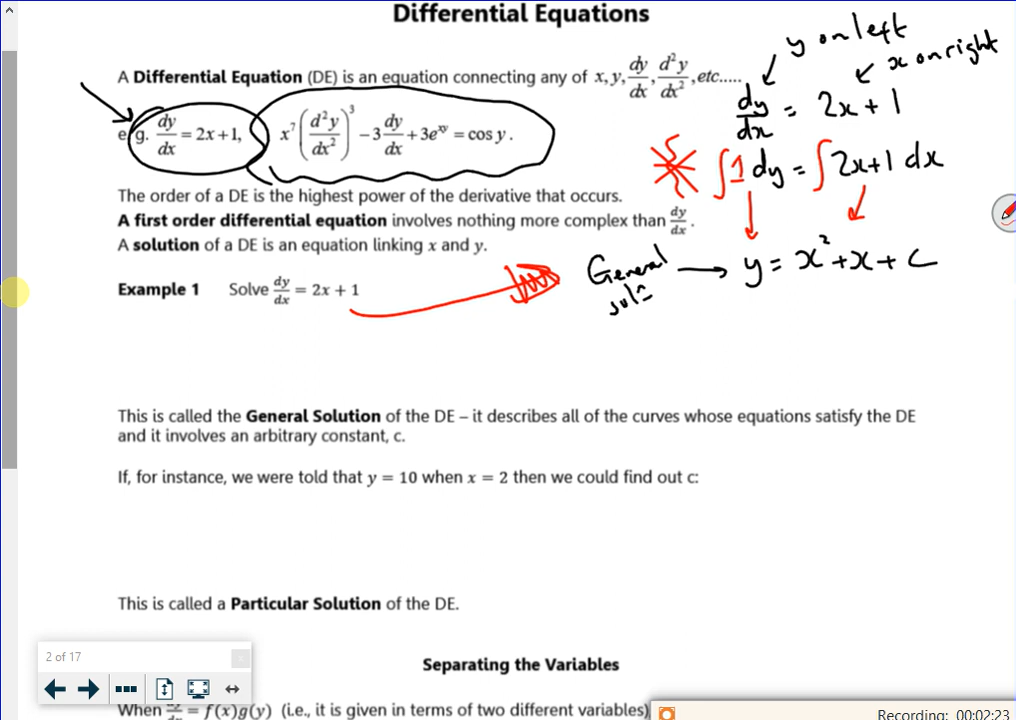 Differential Equations
y on left
x on right
A Differential Equation (DE) is an equation connecting any of x, y, dy/dx, d²y/dx², etc.....
dy/dx = 2x + 1
e.g. dy/dx = 2x+1, x⁷(d²y/dx²)³ − 3 dy/dx + 3eˣʸ = cos y.
∫1 dy = ∫2x+1 dx
The order of a DE is the highest power of the derivative that occurs.
A first order differential equation involves nothing more complex than dy/dx.
A solution of a DE is an equation linking x and y.
General solⁿ → y = x² + x + c
Example 1 Solve dy/dx = 2x + 1
This is called the General Solution of the DE – it describes all of the curves whose equations satisfy the DE
and it involves an arbitrary constant, c.
If, for instance, we were told that y = 10 when x = 2 then we could find out c:
This is called a Particular Solution of the DE.
2 of 17
Separating the Variables
When = f(x)g(y) (i.e., it is given in terms of two different variables)
Recording: 00:02:23